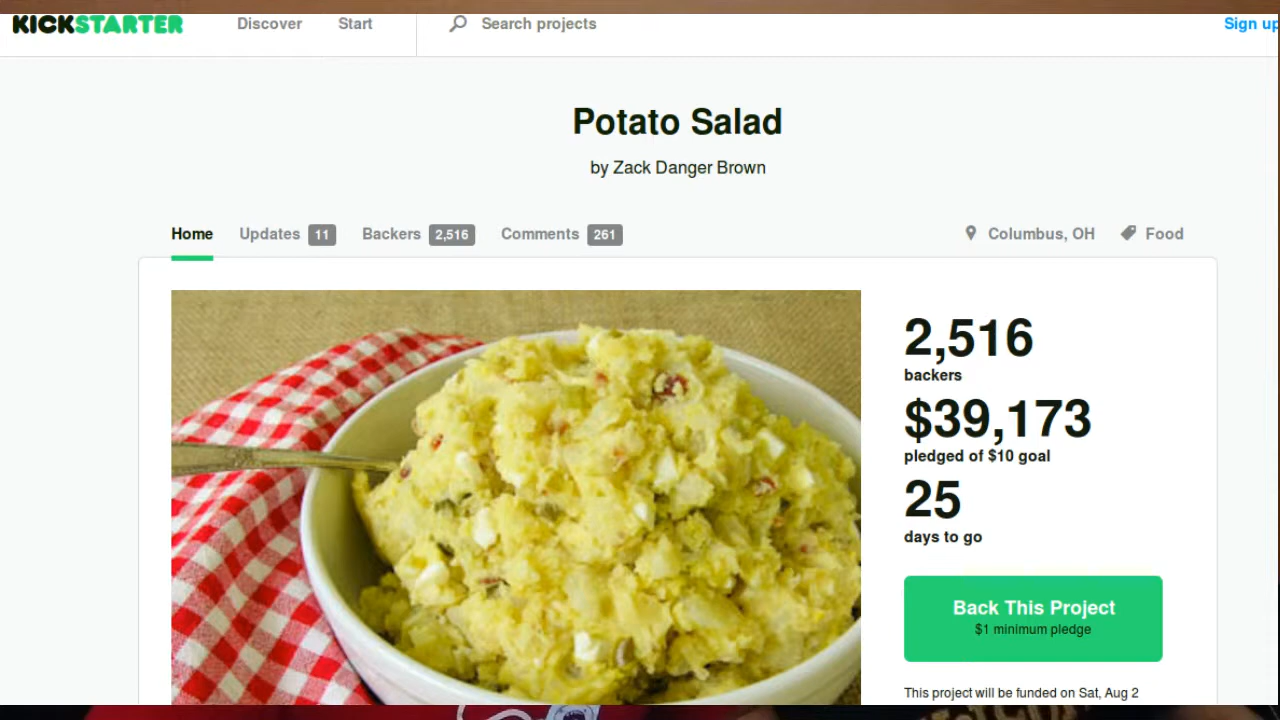 KICKSTARTER Discover Start Search projects Sign up
Potato Salad
by Zack Danger Brown
Home Updates 11 Backers 2,516 Comments 261 Columbus, OH Food
2,516
backers
$39,173
pledged of $10 goal
25
days to go
Back This Project
$1 minimum pledge
This project will be funded on Sat, Aug 2